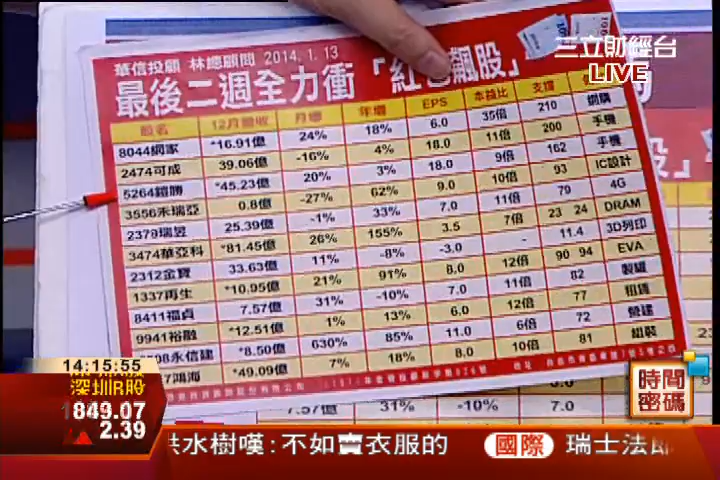 三立財經台
LIVE
華信投顧 林總顧問 2014.1.13
最後二週全力衝「紅色飆股」
股名 12月營收 月增 年增 EPS 本益比 支撐
8044網家 *16.91億 24% 18% 6.0 35倍 210 網購
2474可成 39.06億 -16% 4% 18.0 11倍 200 手機
5264鎧勝 *45.23億 20% 3% 18.0 9倍 162 手機
3556禾瑞亞 0.8億 -27% 62% 9.0 10倍 93 IC設計
2379瑞昱 25.39億 -1% 33% 7.0 11倍 79 4G
3474華亞科 *81.45億 26% 155% 3.5 7倍 23 24 DRAM
2312金寶 33.63億 11% -8% -3.0 - 11.4 3D列印
1337再生 *10.95億 21% 91% 8.0 12倍 90 94 EVA
8411福貞 7.57億 31% -10% 7.0 11倍 82 製罐
9941裕融 *12.51億 1% 13% 6.0 12倍 77 租賃
永信建 *8.50億 630% 85% 11.0 6倍 72 營建
鴻海 *49.09億 7% 18% 8.0 10倍 81 組裝
7.57億 31% -10% 7.0
時間密碼
14:15:55
深圳R股
849.07
▲ 2.39
洪水樹嘆:不如賣衣服的 國際 瑞士法郎